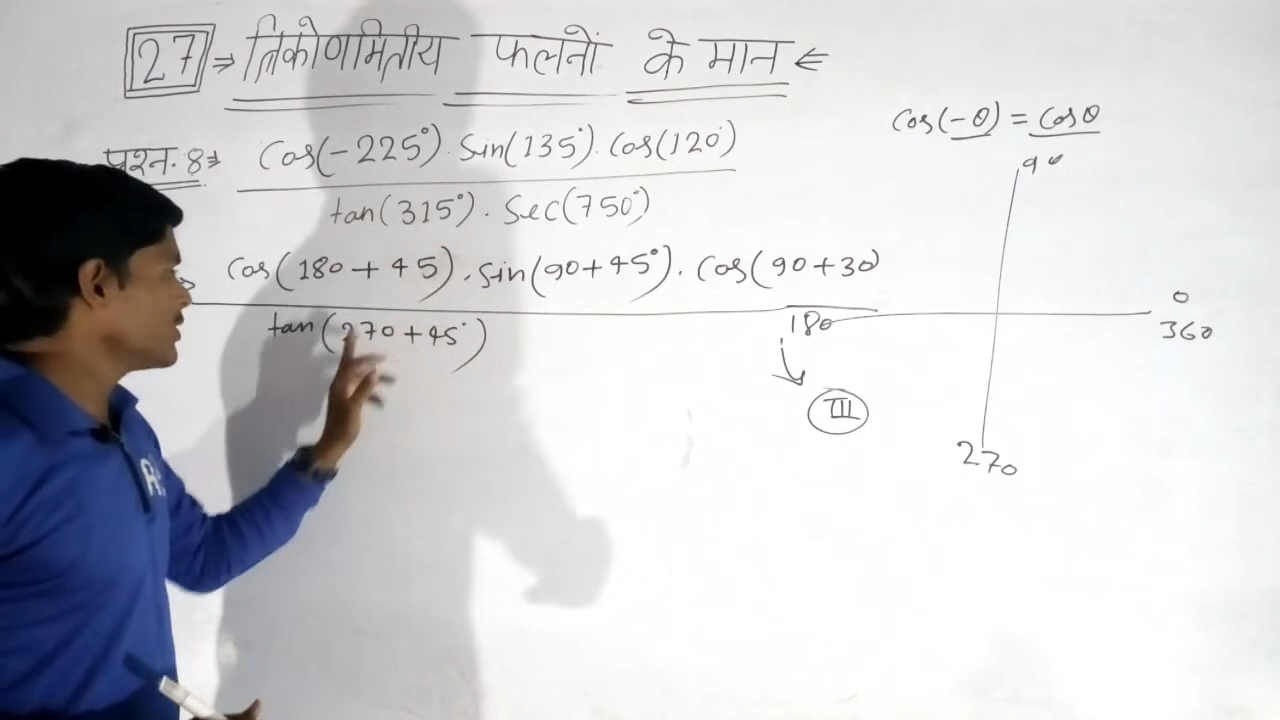 27 ⇒ त्रिकोणमितीय फलनों के मान ⇐
प्रश्न. 8⇒ Cos(-225°). Sin(135°). Cos(120)
tan(315°). Sec(750°)
Cos(180+45). Sin(90+45°). Cos(90+30
tan(270+45°)
Cos(-θ) = Cosθ
90
180
0
360
III
270